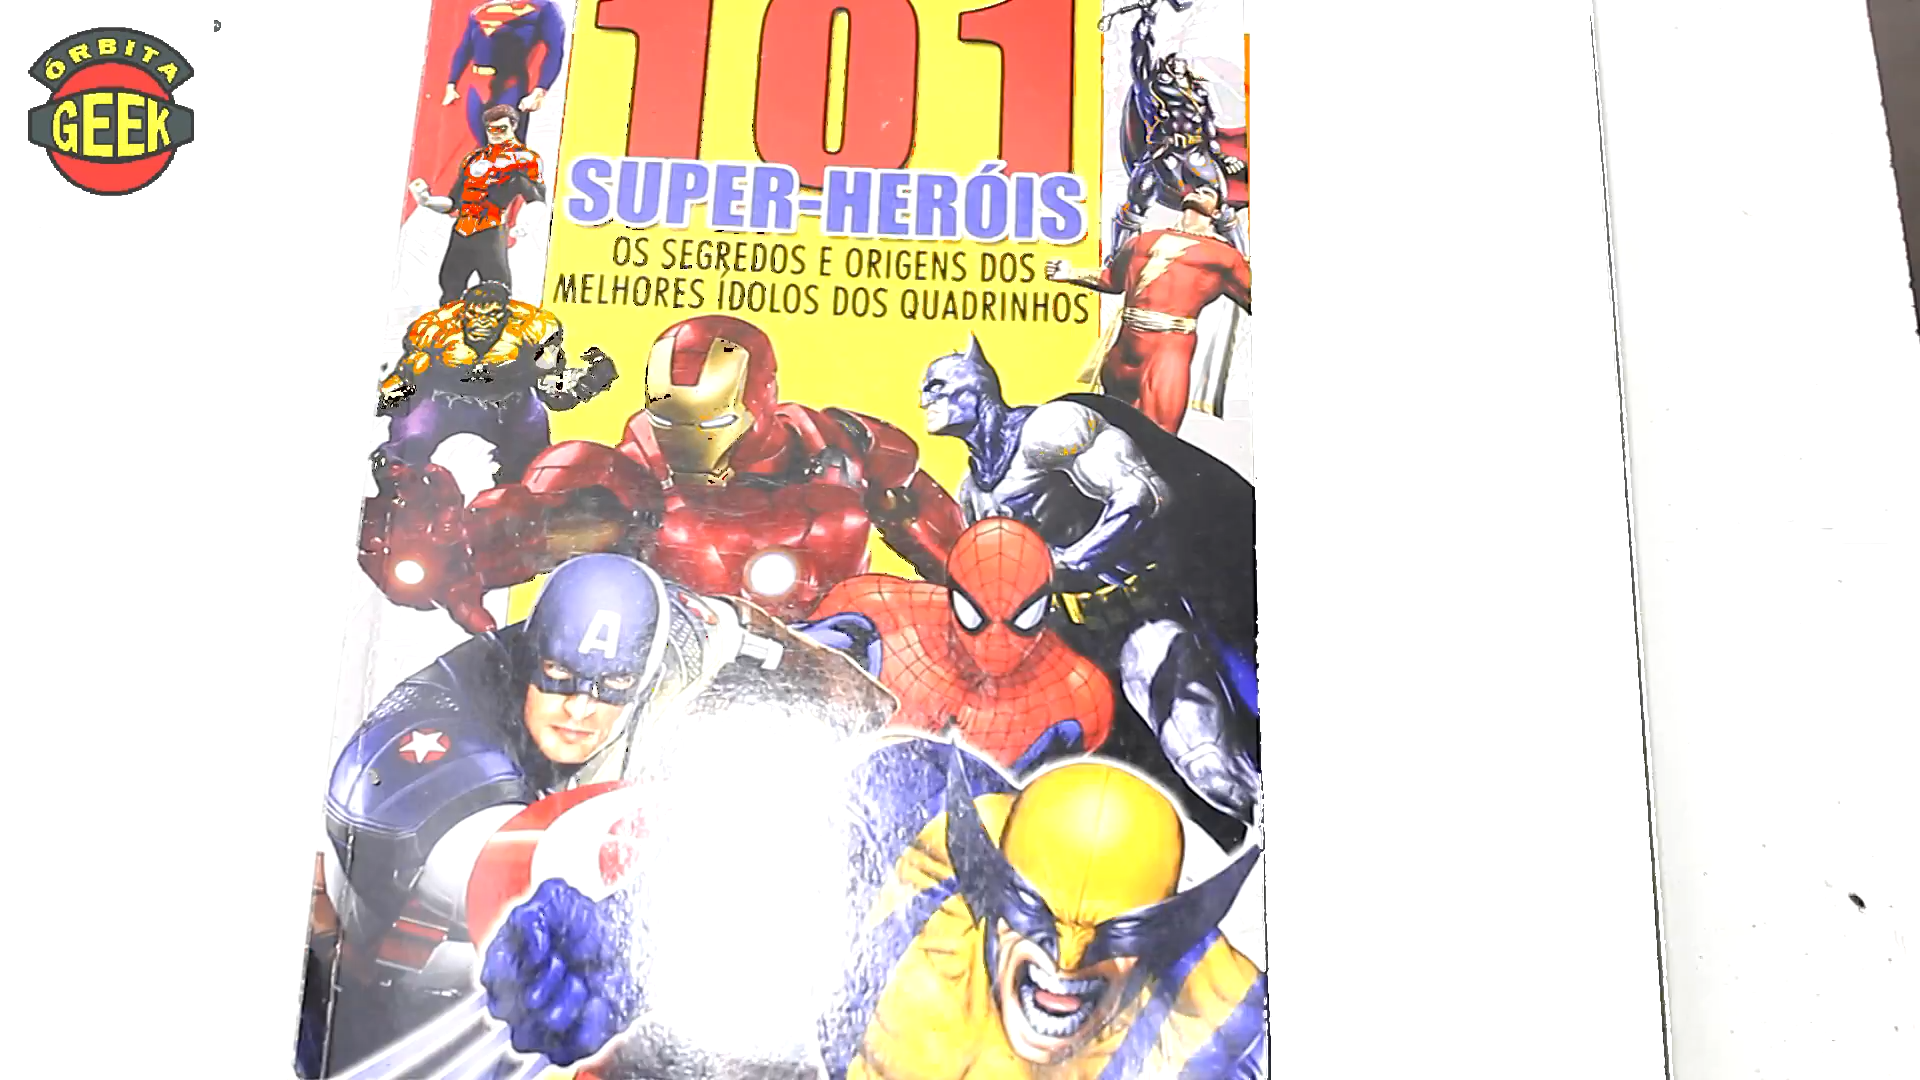 ÓRBITA
GEEK
101
SUPER-HERÓIS
OS SEGREDOS E ORIGENS DOS
MELHORES ÍDOLOS DOS QUADRINHOS
A